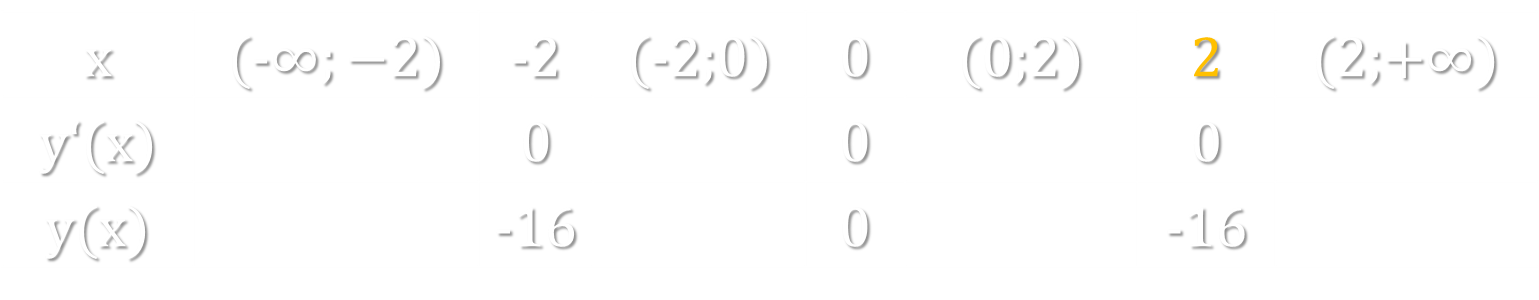 x (-∞; −2) -2 (-2;0) 0 (0;2) 2 (2;+∞)
y‘(x) 0 0 0
y(x) -16 0 -16